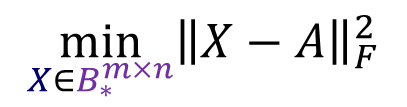 min ‖X − A‖²_F
X∈B_*^{m×n}